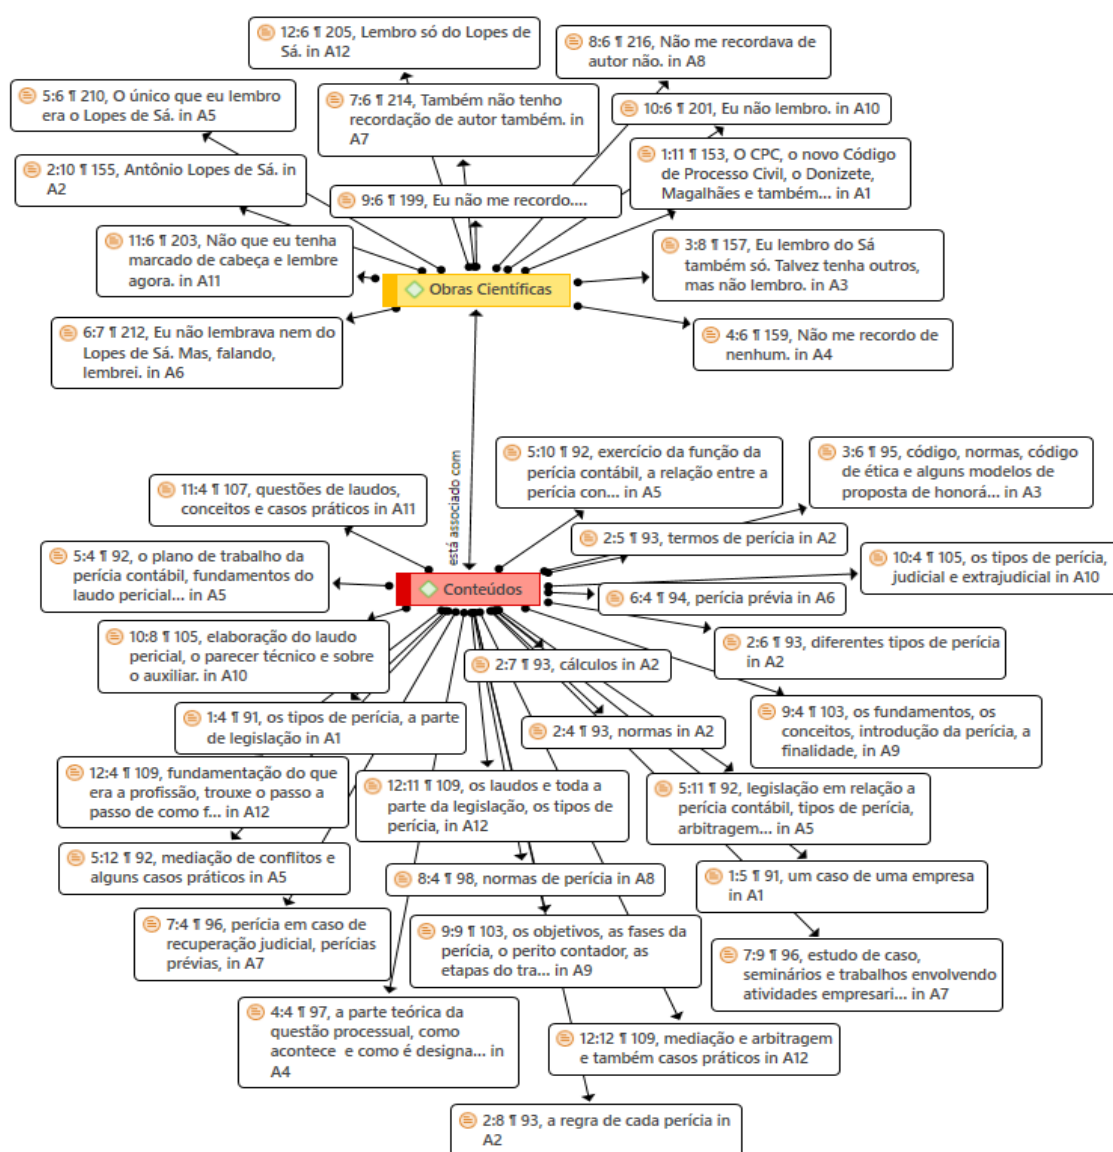 12:6 ¶ 205, Lembro só do Lopes de
Sá. in A12
8:6 ¶ 216, Não me recordava de
autor não. in A8
5:6 ¶ 210, O único que eu lembro
era o Lopes de Sá. in A5
7:6 ¶ 214, Também não tenho
recordação de autor também. in
A7
10:6 ¶ 201, Eu não lembro. in A10
2:10 ¶ 155, Antônio Lopes de Sá. in
A2
1:11 ¶ 153, O CPC, o novo Código
de Processo Civil, o Donizete,
Magalhães e também... in A1
9:6 ¶ 199, Eu não me recordo....
11:6 ¶ 203, Não que eu tenha
marcado de cabeça e lembre
agora. in A11
3:8 ¶ 157, Eu lembro do Sá
também só. Talvez tenha outros,
mas não lembro. in A3
Obras Científicas
6:7 ¶ 212, Eu não lembrava nem do
Lopes de Sá. Mas, falando,
lembrei. in A6
4:6 ¶ 159, Não me recordo de
nenhum. in A4
está associado com
5:10 ¶ 92, exercício da função da
perícia contábil, a relação entre a
perícia con... in A5
3:6 ¶ 95, código, normas, código
de ética e alguns modelos de
proposta de honorá... in A3
11:4 ¶ 107, questões de laudos,
conceitos e casos práticos in A11
2:5 ¶ 93, termos de perícia in A2
5:4 ¶ 92, o plano de trabalho da
perícia contábil, fundamentos do
laudo pericial... in A5
10:4 ¶ 105, os tipos de perícia,
judicial e extrajudicial in A10
Conteúdos
6:4 ¶ 94, perícia prévia in A6
10:8 ¶ 105, elaboração do laudo
pericial, o parecer técnico e sobre
o auxiliar. in A10
2:6 ¶ 93, diferentes tipos de perícia
in A2
2:7 ¶ 93, cálculos in A2
1:4 ¶ 91, os tipos de perícia, a parte
de legislação in A1
2:4 ¶ 93, normas in A2
9:4 ¶ 103, os fundamentos, os
conceitos, introdução da perícia, a
finalidade, in A9
12:4 ¶ 109, fundamentação do que
era a profissão, trouxe o passo a
passo de como f... in A12
12:11 ¶ 109, os laudos e toda a
parte da legislação, os tipos de
perícia, in A12
5:11 ¶ 92, legislação em relação a
perícia contábil, tipos de perícia,
arbitragem... in A5
5:12 ¶ 92, mediação de conflitos e
alguns casos práticos in A5
8:4 ¶ 98, normas de perícia in A8
1:5 ¶ 91, um caso de uma empresa
in A1
7:4 ¶ 96, perícia em caso de
recuperação judicial, perícias
prévias, in A7
9:9 ¶ 103, os objetivos, as fases da
perícia, o perito contador, as
etapas do tra... in A9
7:9 ¶ 96, estudo de caso,
seminários e trabalhos envolvendo
atividades empresari... in A7
4:4 ¶ 97, a parte teórica da
questão processual, como
acontece e como é designa... in
A4
12:12 ¶ 109, mediação e arbitragem
e também casos práticos in A12
2:8 ¶ 93, a regra de cada perícia in
A2